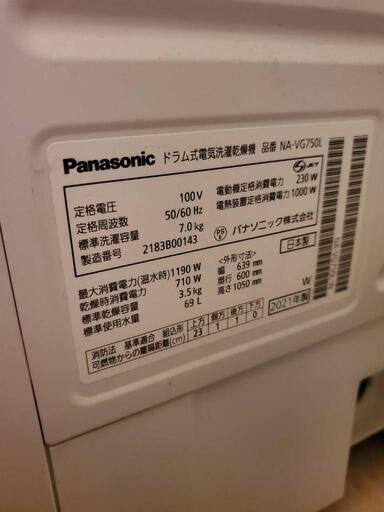 Panasonic ドラム式電気洗濯乾燥機 品番 NA-VG750L
定格電圧 100V
定格周波数 50/60 Hz
標準洗濯容量 7.0 kg
製造番号 2183B00143
JET
電動機定格消費電力 230 W
電熱装置定格消費電力 1000 W
PSE パナソニック株式会社
日本製
最大消費電力(温水時) 1190 W
乾燥時消費電力 710 W
標準乾燥容量 3.5 kg
標準使用水量 69 L
<外形寸法>
幅 639 mm
奥行 600 mm
高さ 1050 mm
W
2021年製
消防法 基準適合 組込形
可燃物からの離隔距離(cm)
上方 側方 後方 下方
23 1 1 0